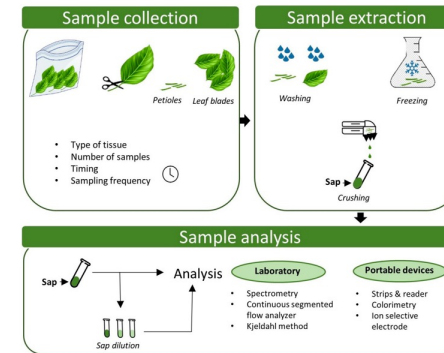 Sample collection
Petioles
Leaf blades
• Type of tissue
• Number of samples
• Timing
• Sampling frequency
Sample extraction
Washing
Freezing
Sap
Crushing
Sample analysis
Sap
Analysis
Sap dilution
Laboratory
• Spectrometry
• Continuous segmented
flow analyzer
• Kjeldahl method
Portable devices
• Strips & reader
• Colorimetry
• Ion selective
electrode